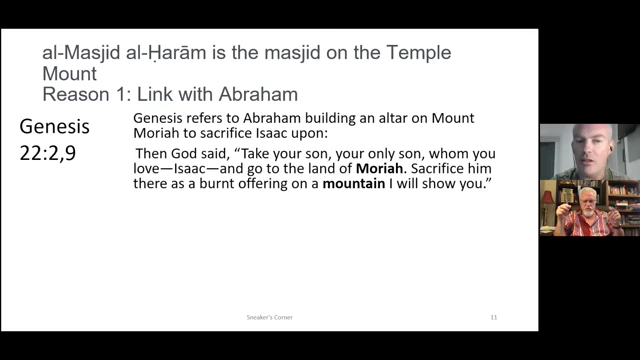 al-Masjid al-Ḥarām is the masjid on the Temple
Mount
Reason 1: Link with Abraham
Genesis
22:2,9
Genesis refers to Abraham building an altar on Mount
Moriah to sacrifice Isaac upon:
Then God said, “Take your son, your only son, whom you
love—Isaac—and go to the land of Moriah. Sacrifice him
there as a burnt offering on a mountain I will show you.”
Sneaker's Corner
11